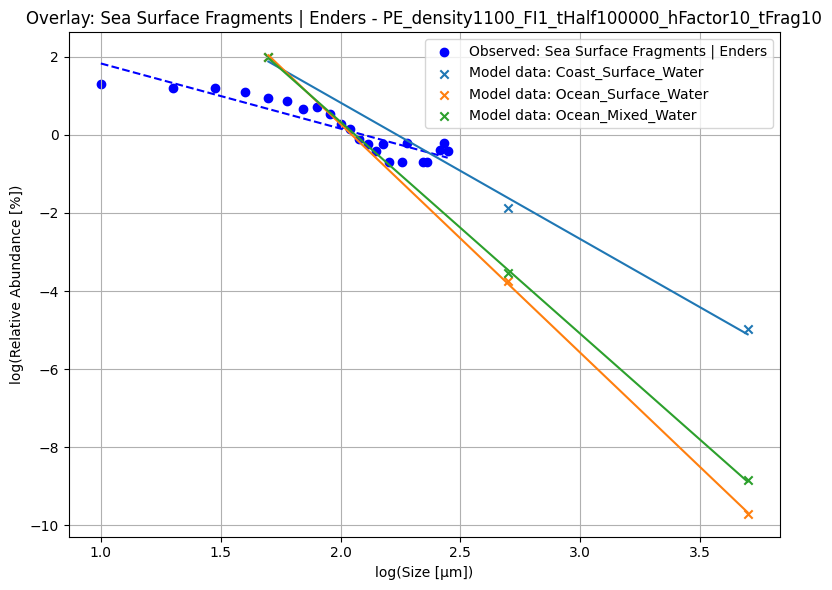 Overlay: Sea Surface Fragments | Enders - PE_density1100_FI1_tHalf100000_hFactor10_tFrag10
Observed: Sea Surface Fragments | Enders
Model data: Coast_Surface_Water
Model data: Ocean_Surface_Water
Model data: Ocean_Mixed_Water
log(Relative Abundance [%])
2
0
−2
−4
−6
−8
−10
1.0 1.5 2.0 2.5 3.0 3.5
log(Size [µm])